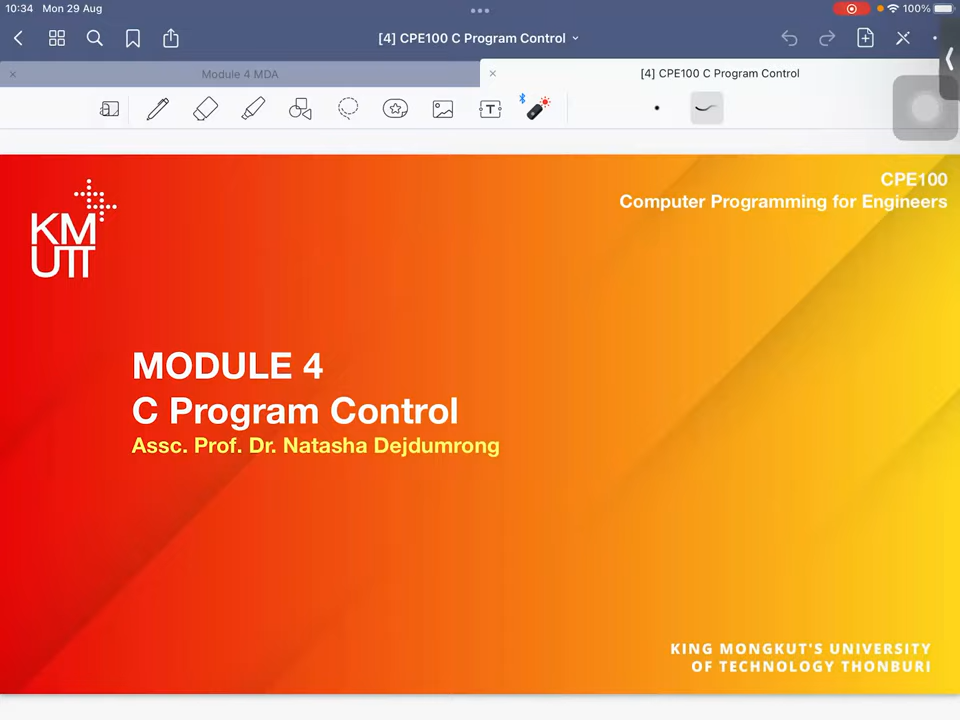 10:34 Mon 29 Aug
100%
[4] CPE100 C Program Control
Module 4 MDA
[4] CPE100 C Program Control
T
CPE100
Computer Programming for Engineers
KM
UTT
MODULE 4
C Program Control
Assc. Prof. Dr. Natasha Dejdumrong
KING MONGKUT'S UNIVERSITY
OF TECHNOLOGY THONBURI